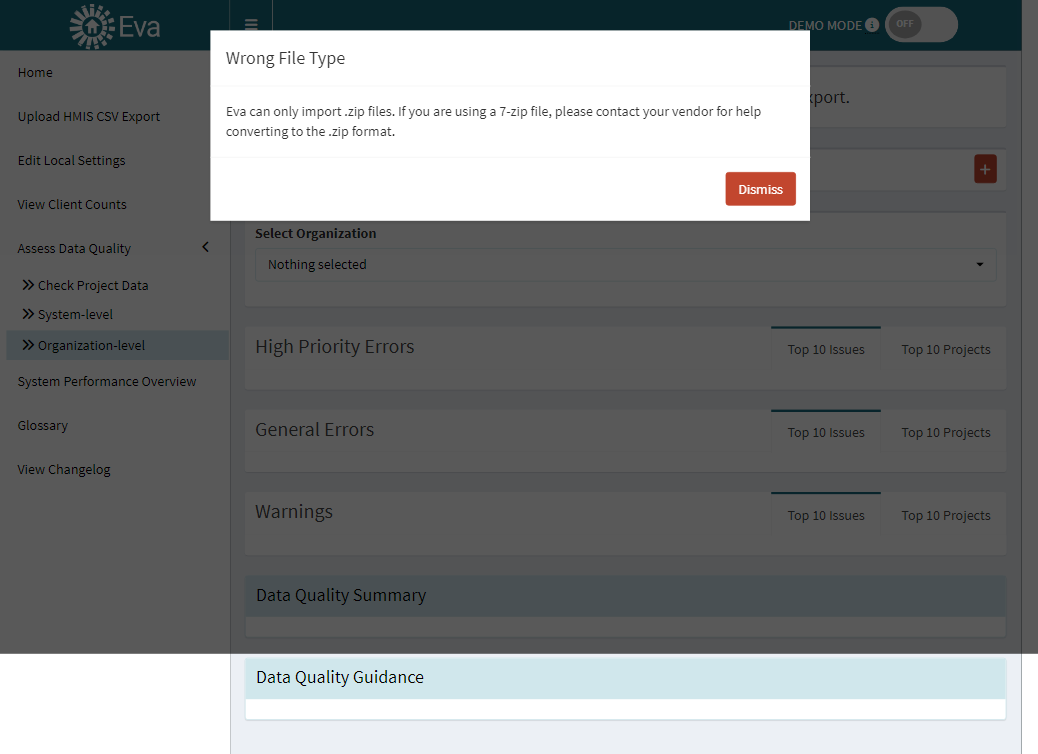 Eva
DEMO MODE
OFF
Wrong File Type
Eva can only import .zip files. If you are using a 7-zip file, please contact your vendor for help
converting to the .zip format.
Dismiss
Home
Upload HMIS CSV Export
Edit Local Settings
View Client Counts
Assess Data Quality
Check Project Data
System-level
Organization-level
System Performance Overview
Glossary
View Changelog
port.
+
Select Organization
Nothing selected
High Priority Errors
Top 10 Issues
Top 10 Projects
General Errors
Top 10 Issues
Top 10 Projects
Warnings
Top 10 Issues
Top 10 Projects
Data Quality Summary
Data Quality Guidance